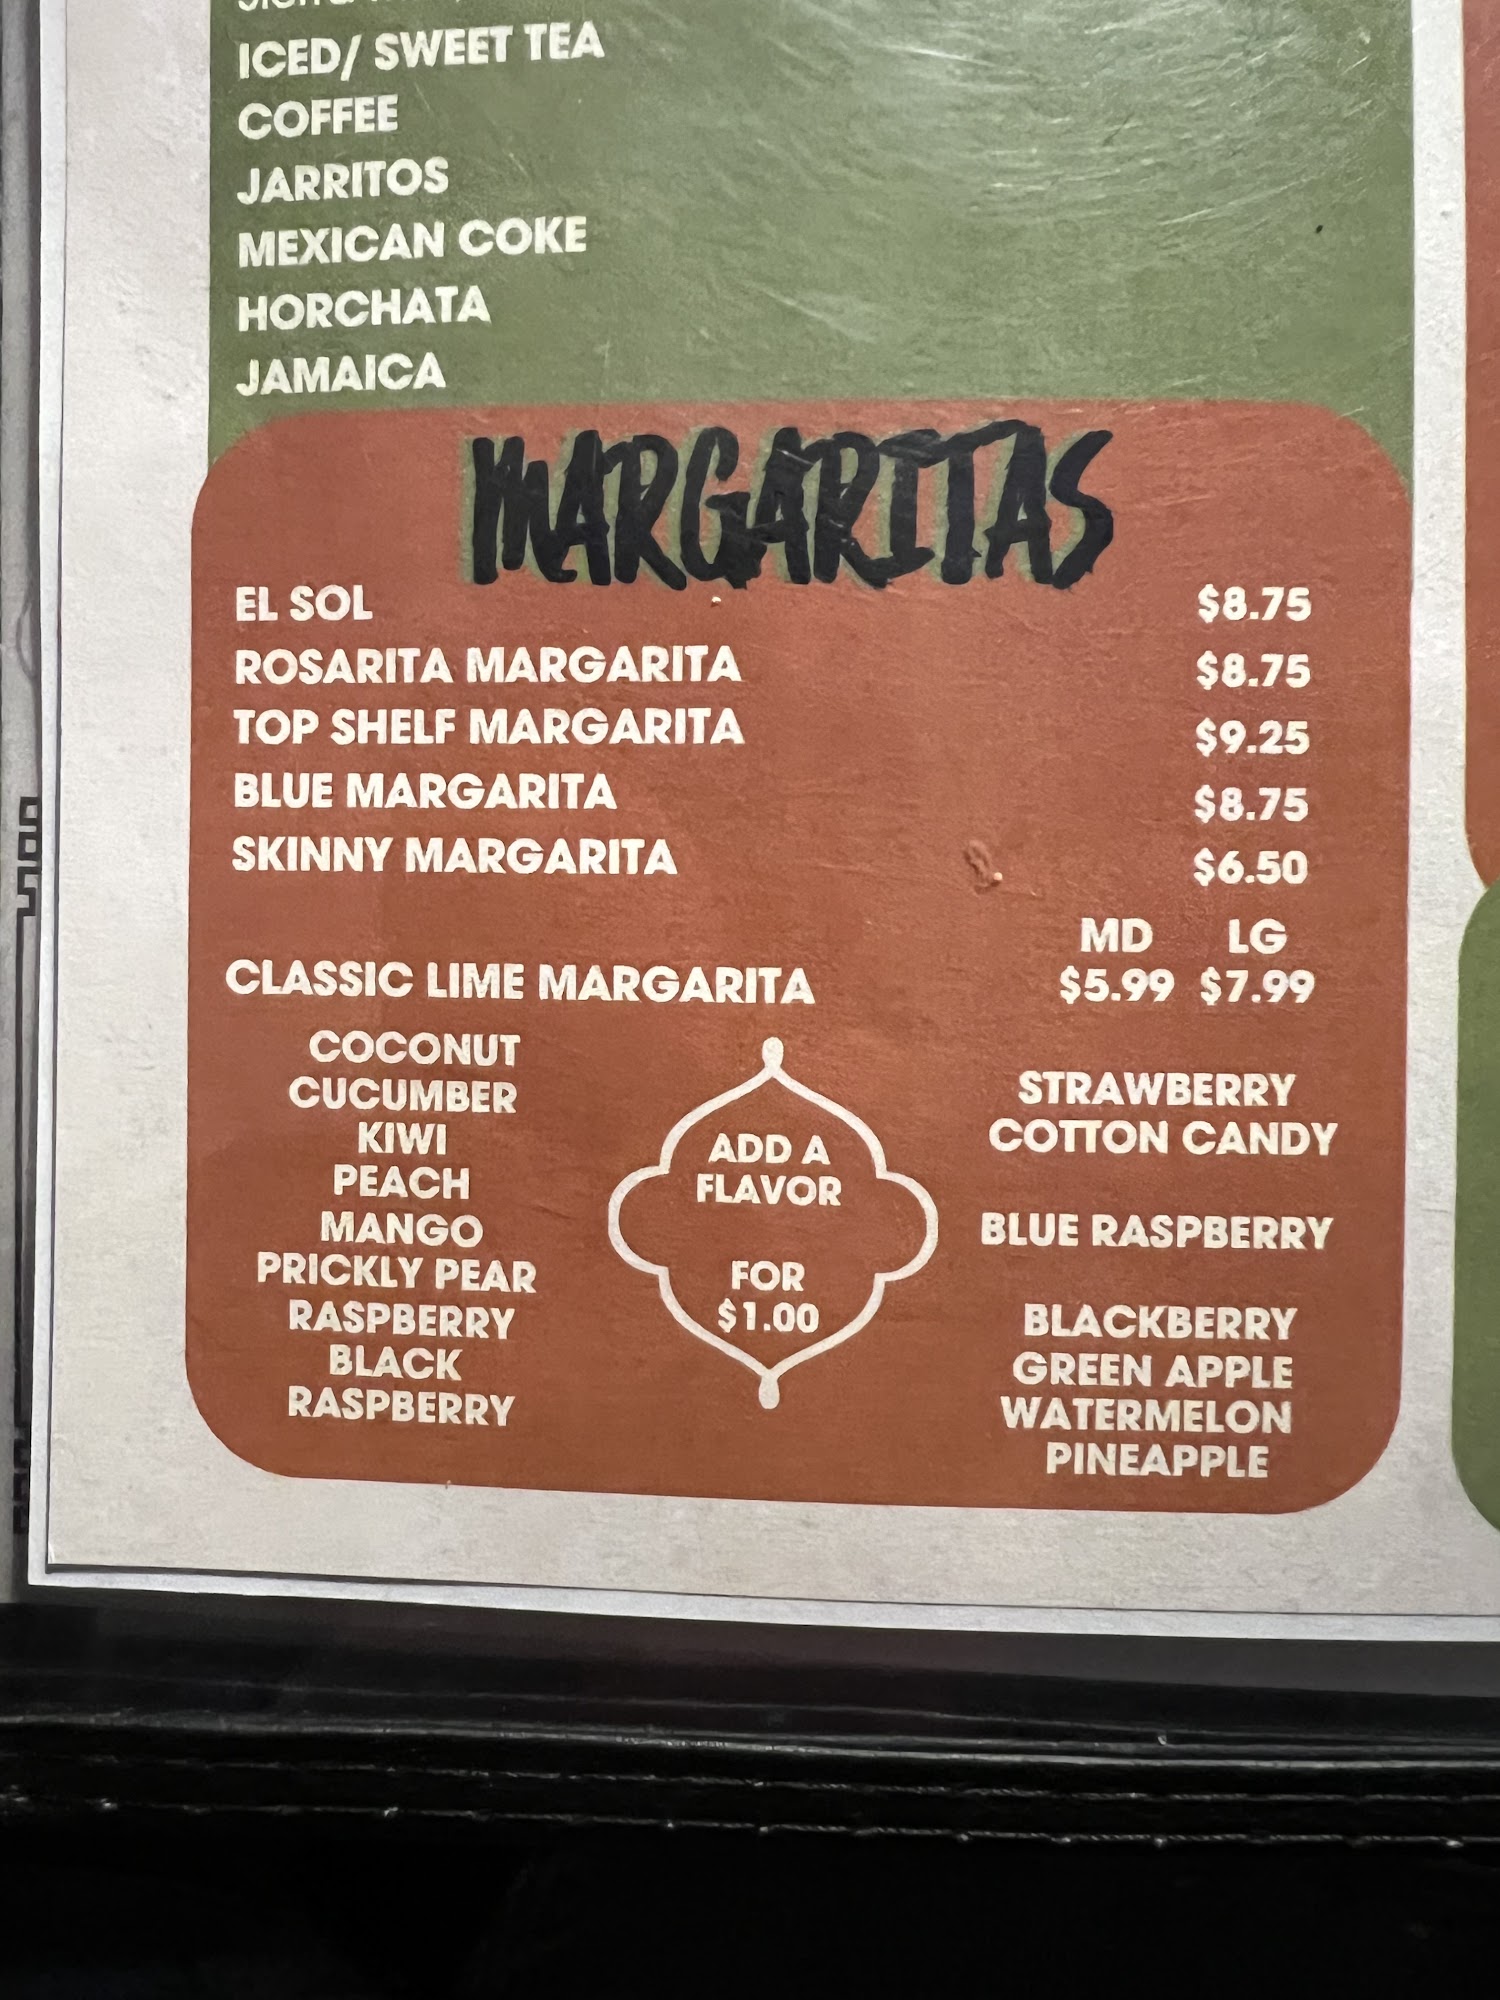 ICED/ SWEET TEA
COFFEE
JARRITOS
MEXICAN COKE
HORCHATA
JAMAICA
MARGARITAS
EL SOL $8.75
ROSARITA MARGARITA $8.75
TOP SHELF MARGARITA $9.25
BLUE MARGARITA $8.75
SKINNY MARGARITA $6.50
MD LG
CLASSIC LIME MARGARITA $5.99 $7.99
COCONUT
CUCUMBER
KIWI
PEACH
MANGO
PRICKLY PEAR
RASPBERRY
BLACK
RASPBERRY
ADD A
FLAVOR
FOR
$1.00
STRAWBERRY
COTTON CANDY
BLUE RASPBERRY
BLACKBERRY
GREEN APPLE
WATERMELON
PINEAPPLE